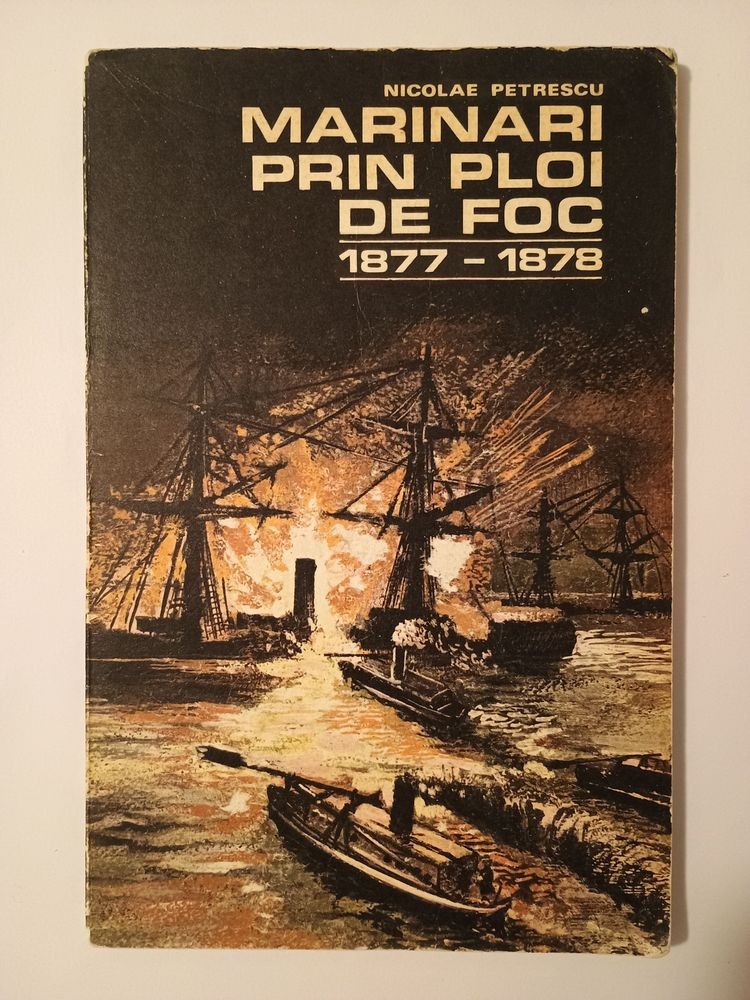 NICOLAE PETRESCU
MARINARI
PRIN PLOI
DE FOC
1877 - 1878